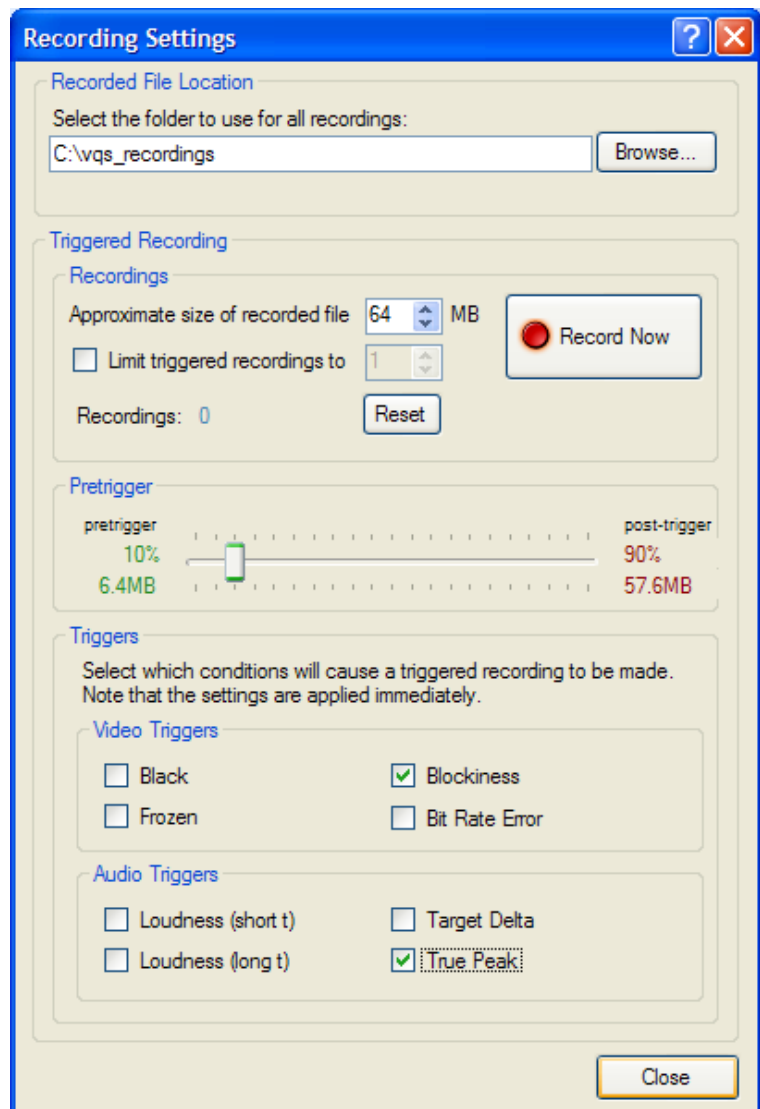 Recording Settings
?
Recorded File Location
Select the folder to use for all recordings:
C:\vqs_recordings
Browse...
Triggered Recording
Recordings
Approximate size of recorded file 64 MB
Record Now
Limit triggered recordings to 1
Recordings: 0 Reset
Pretrigger
pretrigger post-trigger
10% 90%
6.4MB 57.6MB
Triggers
Select which conditions will cause a triggered recording to be made.
Note that the settings are applied immediately.
Video Triggers
Black Blockiness
Frozen Bit Rate Error
Audio Triggers
Loudness (short t) Target Delta
Loudness (long t) True Peak
Close